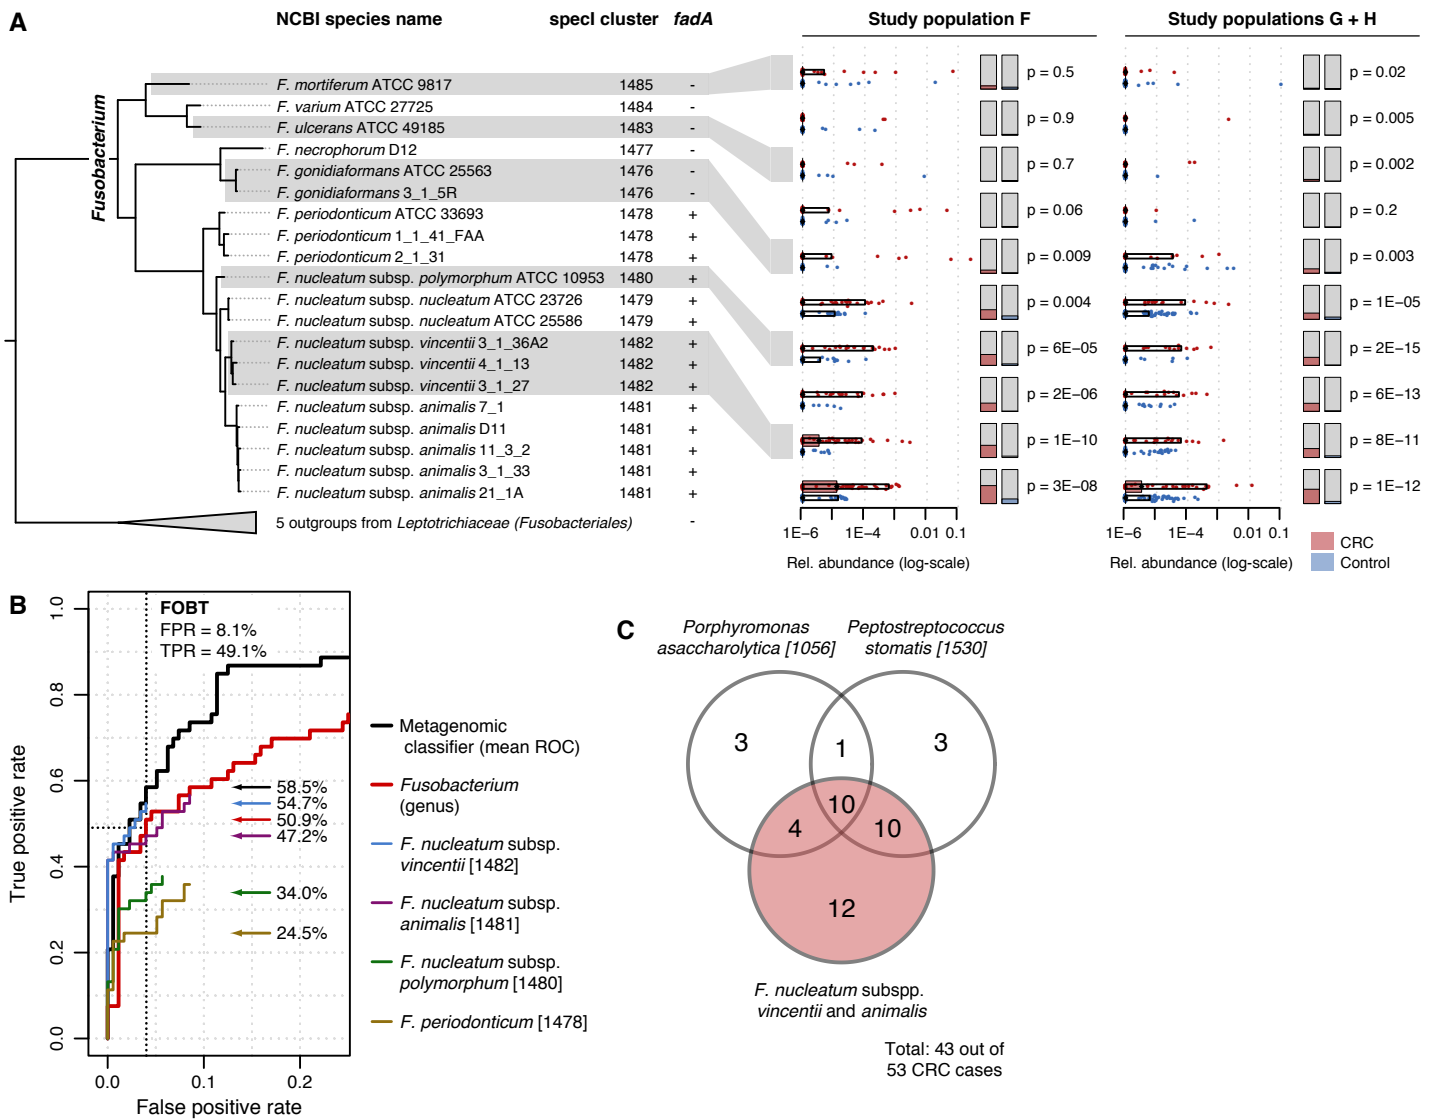 A
NCBI species name
specI cluster
fadA
Study population F
Study populations G + H
Fusobacterium
F. mortiferum ATCC 9817 1485 -
F. varium ATCC 27725 1484 -
F. ulcerans ATCC 49185 1483 -
F. necrophorum D12 1477 -
F. gonidiaformans ATCC 25563 1476 -
F. gonidiaformans 3_1_5R 1476 -
F. periodonticum ATCC 33693 1478 +
F. periodonticum 1_1_41_FAA 1478 +
F. periodonticum 2_1_31 1478 +
F. nucleatum subsp. polymorphum ATCC 10953 1480 +
F. nucleatum subsp. nucleatum ATCC 23726 1479 +
F. nucleatum subsp. nucleatum ATCC 25586 1479 +
F. nucleatum subsp. vincentii 3_1_36A2 1482 +
F. nucleatum subsp. vincentii 4_1_13 1482 +
F. nucleatum subsp. vincentii 3_1_27 1482 +
F. nucleatum subsp. animalis 7_1 1481 +
F. nucleatum subsp. animalis D11 1481 +
F. nucleatum subsp. animalis 11_3_2 1481 +
F. nucleatum subsp. animalis 3_1_33 1481 +
F. nucleatum subsp. animalis 21_1A 1481 +
5 outgroups from Leptotrichiaceae (Fusobacteriales) -
p = 0.5
p = 0.9
p = 0.7
p = 0.06
p = 0.009
p = 0.004
p = 6E−05
p = 2E−06
p = 1E−10
p = 3E−08
1E−6 1E−4 0.01 0.1
Rel. abundance (log-scale)
p = 0.02
p = 0.005
p = 0.002
p = 0.2
p = 0.003
p = 1E−05
p = 2E−15
p = 6E−13
p = 8E−11
p = 1E−12
1E−6 1E−4 0.01 0.1
Rel. abundance (log-scale)
CRC
Control
B
FOBT
FPR = 8.1%
TPR = 49.1%
True positive rate
1.0
0.8
0.6
0.4
0.2
0.0
58.5%
54.7%
50.9%
47.2%
34.0%
24.5%
0.0 0.1 0.2
False positive rate
Metagenomic
classifier (mean ROC)
Fusobacterium
(genus)
F. nucleatum subsp.
vincentii [1482]
F. nucleatum subsp.
animalis [1481]
F. nucleatum subsp.
polymorphum [1480]
F. periodonticum [1478]
C
Porphyromonas
asaccharolytica [1056]
Peptostreptococcus
stomatis [1530]
3
1
3
10
4
10
12
F. nucleatum subspp.
vincentii and animalis
Total: 43 out of
53 CRC cases